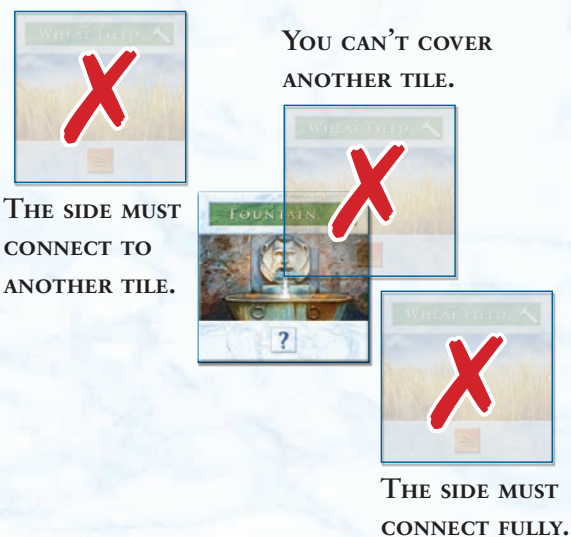 WHEAT FIELD
YOU CAN'T COVER
ANOTHER TILE.
WHEAT FIELD
THE SIDE MUST
CONNECT TO
ANOTHER TILE.
FOUNTAIN
?
WHEAT FIELD
THE SIDE MUST
CONNECT FULLY.